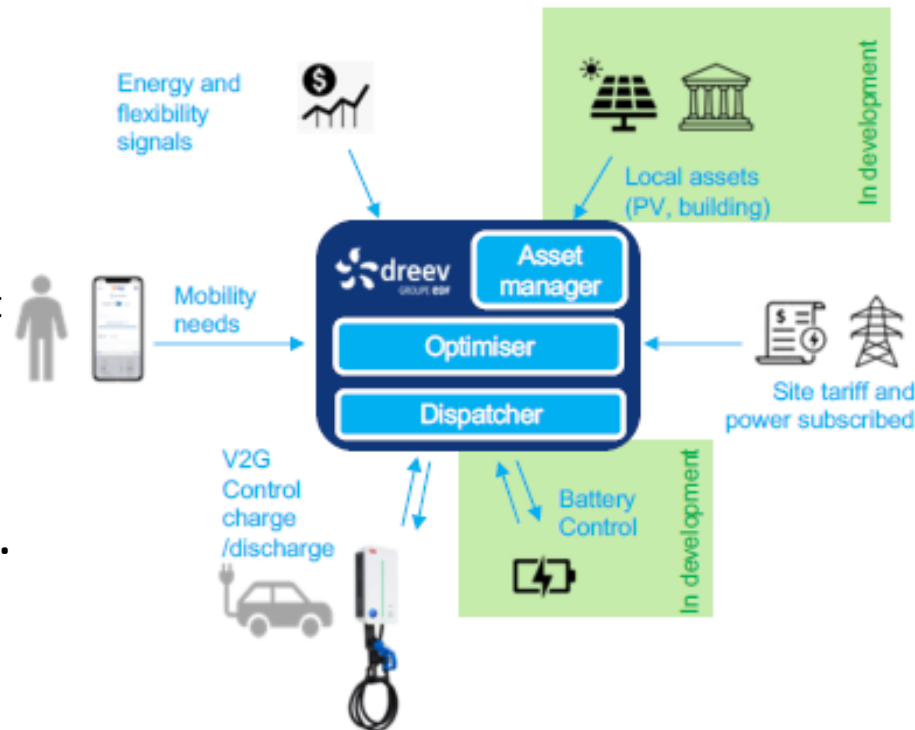 Energy and
flexibility
signals
In development
Local assets
(PV, building)
dreev
GROUPE EDF
Asset
manager
Mobility
needs
Optimiser
Dispatcher
Site tariff and
power subscribed
V2G
Control
charge
/discharge
Battery
Control
In development